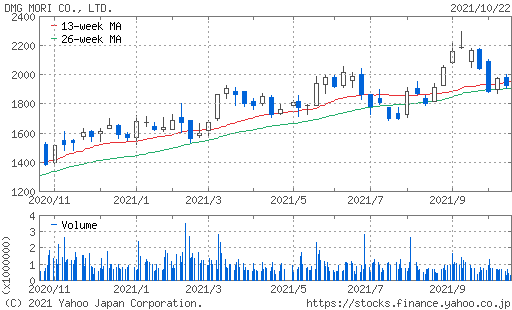 DMG MORI CO., LTD. 2021/10/22
2400
2200
2000
1800
1600
1400
1200
13-week MA
26-week MA
2020/11 2021/1 2021/3 2021/5 2021/7 2021/9
4
3
2
1
0
(x1000000)
Volume
2020/11 2021/1 2021/3 2021/5 2021/7 2021/9
(C) 2021 Yahoo Japan Corporation. https://stocks.finance.yahoo.co.jp